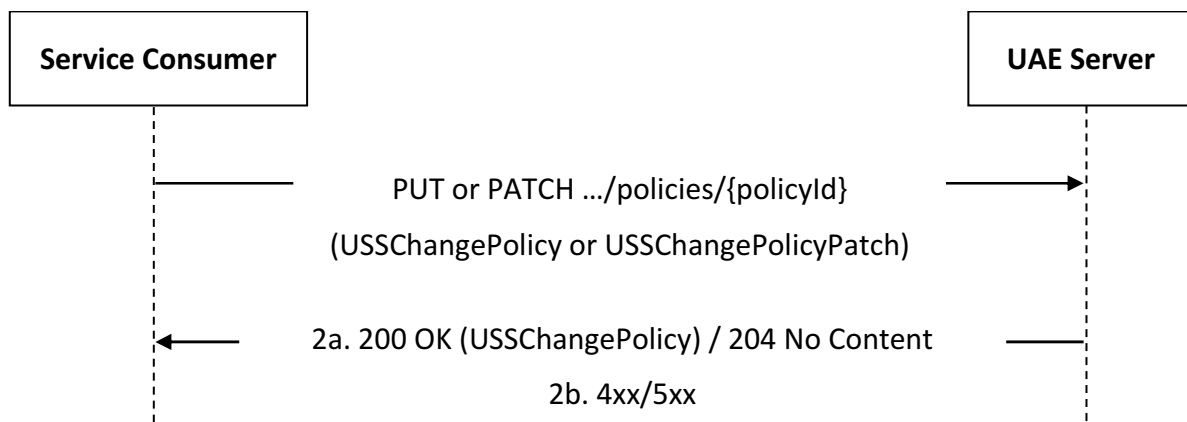 Service Consumer
UAE Server
PUT or PATCH …/policies/{policyId}
(USSChangePolicy or USSChangePolicyPatch)
2a. 200 OK (USSChangePolicy) / 204 No Content
2b. 4xx/5xx